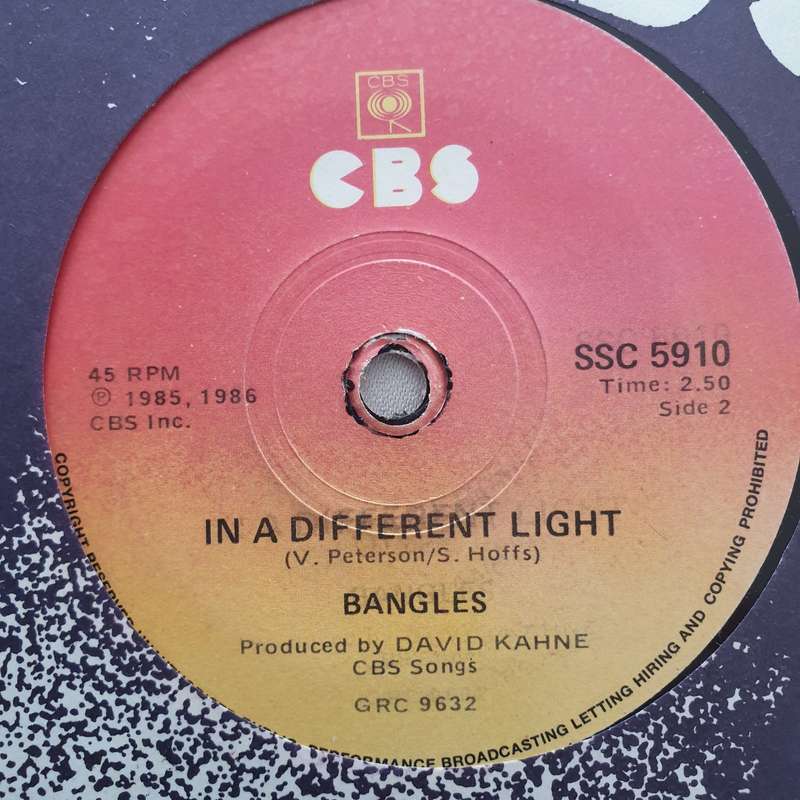 CBS
CBS
45 RPM
℗ 1985, 1986
CBS Inc.
SSC 5910
Time: 2.50
Side 2
IN A DIFFERENT LIGHT
(V. Peterson/S. Hoffs)
BANGLES
Produced by DAVID KAHNE
CBS Songs
GRC 9632
COPYRIGHT PERFORMANCE BROADCASTING LETTING HIRING AND COPYING PROHIBITED